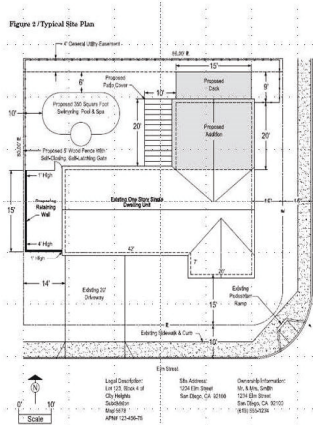 Figure 2 / Typical Site Plan
4' General Utility Easement
66.00' ft.
15'
Proposed
Patio Cover
Proposed
Deck
9'
6'
10'
Proposed 350 Square Foot
Swimming Pool & Spa
10'
20'
Proposed
Addition
20'
Proposed 5' Wood Fence With
Self-Closing, Self-Latching Gate
1' High
Proposed
Retaining
Wall
15'
Existing One Story Single
Dwelling Unit
4' High
42'
1' High
7'
20'
14'
Existing 20'
Driveway
15'
Existing
Pedestrian
Ramp
Existing Sidewalk & Curb
10'
Elm Street
N
0' 10'
Scale
Legal Description:
Lot 123, Block 4 of
City Heights
Subdivision
Map 5678
APN# 123-456-78
Site Address:
1234 Elm Street
San Diego, CA 92100
Ownership Information:
Mr. & Mrs. Smith
1234 Elm Street
San Diego, CA 92100
(619) 555-1234